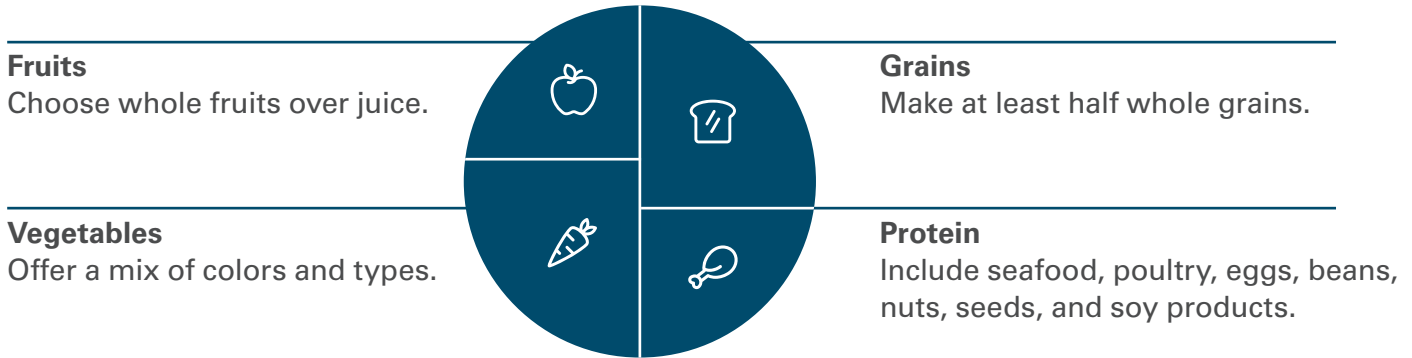 Fruits
Choose whole fruits over juice.
Vegetables
Offer a mix of colors and types.
Grains
Make at least half whole grains.
Protein
Include seafood, poultry, eggs, beans,
nuts, seeds, and soy products.